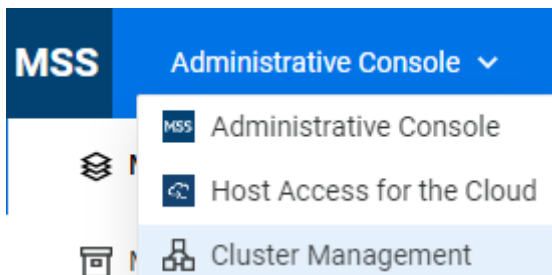 MSS Administrative Console
MSS Administrative Console
Host Access for the Cloud
Cluster Management